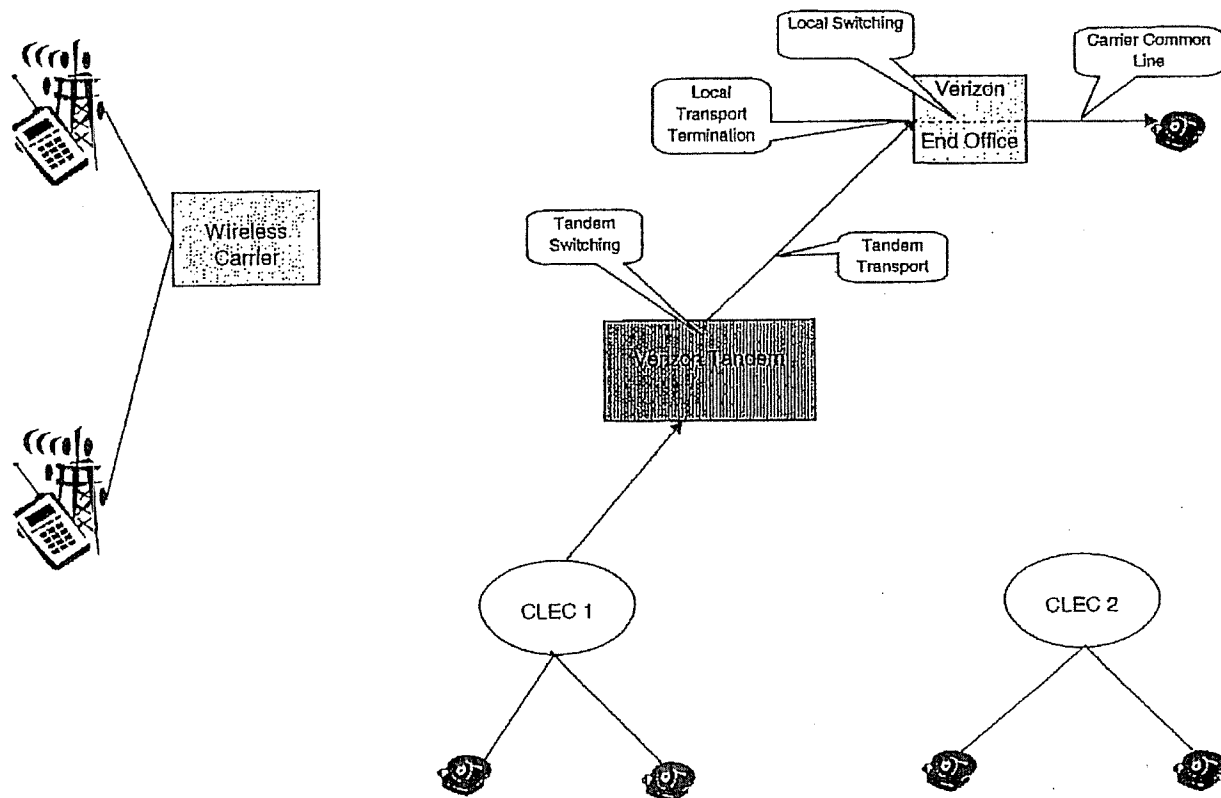 Local Switching
Carrier Common
Line
Local
Transport
Termination
Verizon
End Office
Tandem
Switching
Wireless
Carrier
Tandem
Transport
Verizon Tandem
CLEC 1
CLEC 2